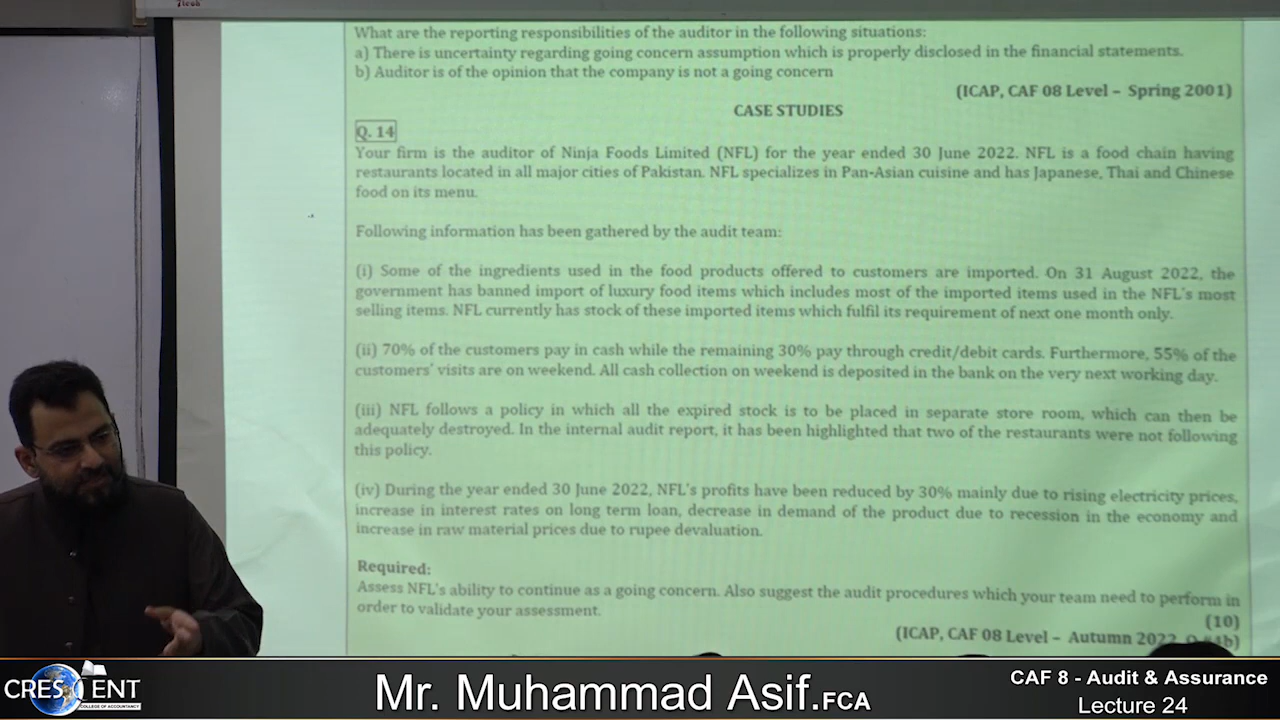 What are the reporting responsibilities of the auditor in the following situations:
a) There is uncertainty regarding going concern assumption which is properly disclosed in the financial statements.
b) Auditor is of the opinion that the company is not a going concern
(ICAP, CAF 08 Level – Spring 2001)
CASE STUDIES
Q. 14
Your firm is the auditor of Ninja Foods Limited (NFL) for the year ended 30 June 2022. NFL is a food chain having
restaurants located in all major cities of Pakistan. NFL specializes in Pan-Asian cuisine and has Japanese, Thai and Chinese
food on its menu.
Following information has been gathered by the audit team:
(i) Some of the ingredients used in the food products offered to customers are imported. On 31 August 2022, the
government has banned import of luxury food items which includes most of the imported items used in the NFL's most
selling items. NFL currently has stock of these imported items which fulfil its requirement of next one month only.
(ii) 70% of the customers pay in cash while the remaining 30% pay through credit/debit cards. Furthermore, 55% of the
customers' visits are on weekend. All cash collection on weekend is deposited in the bank on the very next working day.
(iii) NFL follows a policy in which all the expired stock is to be placed in separate store room, which can then be
adequately destroyed. In the internal audit report, it has been highlighted that two of the restaurants were not following
this policy.
(iv) During the year ended 30 June 2022, NFL's profits have been reduced by 30% mainly due to rising electricity prices,
increase in interest rates on long term loan, decrease in demand of the product due to recession in the economy and
increase in raw material prices due to rupee devaluation.
Required:
Assess NFL's ability to continue as a going concern. Also suggest the audit procedures which your team need to perform in
order to validate your assessment.
(10)
(ICAP, CAF 08 Level – Autumn 2022
CRESCENT
COLLEGE OF ACCOUNTANCY
Mr. Muhammad Asif.FCA
CAF 8 - Audit & Assurance
Lecture 24